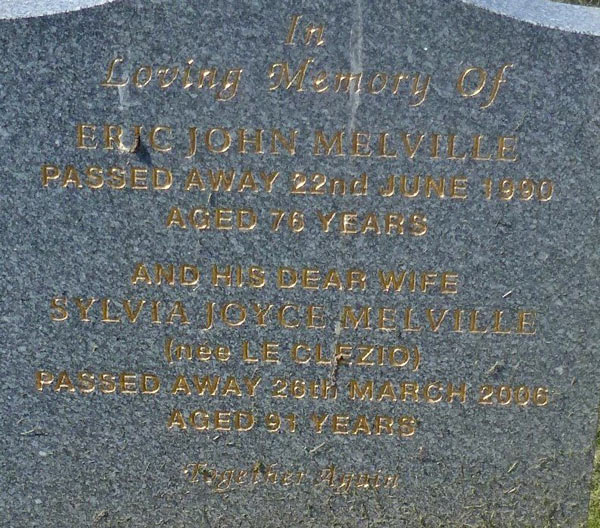 In
Loving Memory Of
ERIC JOHN MELVILLE
PASSED AWAY 22nd JUNE 1990
AGED 76 YEARS
AND HIS DEAR WIFE
SYLVIA JOYCE MELVILLE
(nee LE CLEZIO)
PASSED AWAY 26th MARCH 2006
AGED 91 YEARS
Together Again